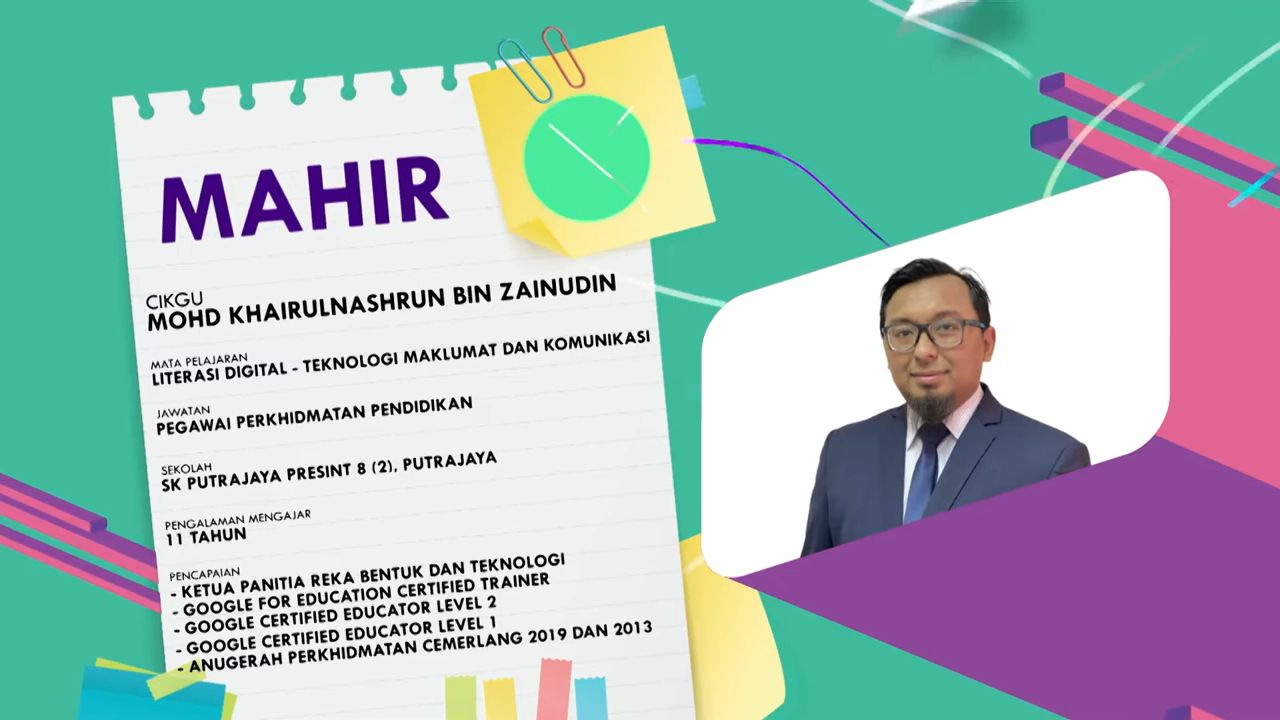 MAHIR
CIKGU
MOHD KHAIRULNASHRUN BIN ZAINUDIN
MATA PELAJARAN
LITERASI DIGITAL - TEKNOLOGI MAKLUMAT DAN KOMUNIKASI
JAWATAN
PEGAWAI PERKHIDMATAN PENDIDIKAN
SEKOLAH
SK PUTRAJAYA PRESINT 8 (2), PUTRAJAYA
PENGALAMAN MENGAJAR
11 TAHUN
PENCAPAIAN
- KETUA PANITIA REKA BENTUK DAN TEKNOLOGI
- GOOGLE FOR EDUCATION CERTIFIED TRAINER
- GOOGLE CERTIFIED EDUCATOR LEVEL 2
- GOOGLE CERTIFIED EDUCATOR LEVEL 1
- ANUGERAH PERKHIDMATAN CEMERLANG 2019 DAN 2013